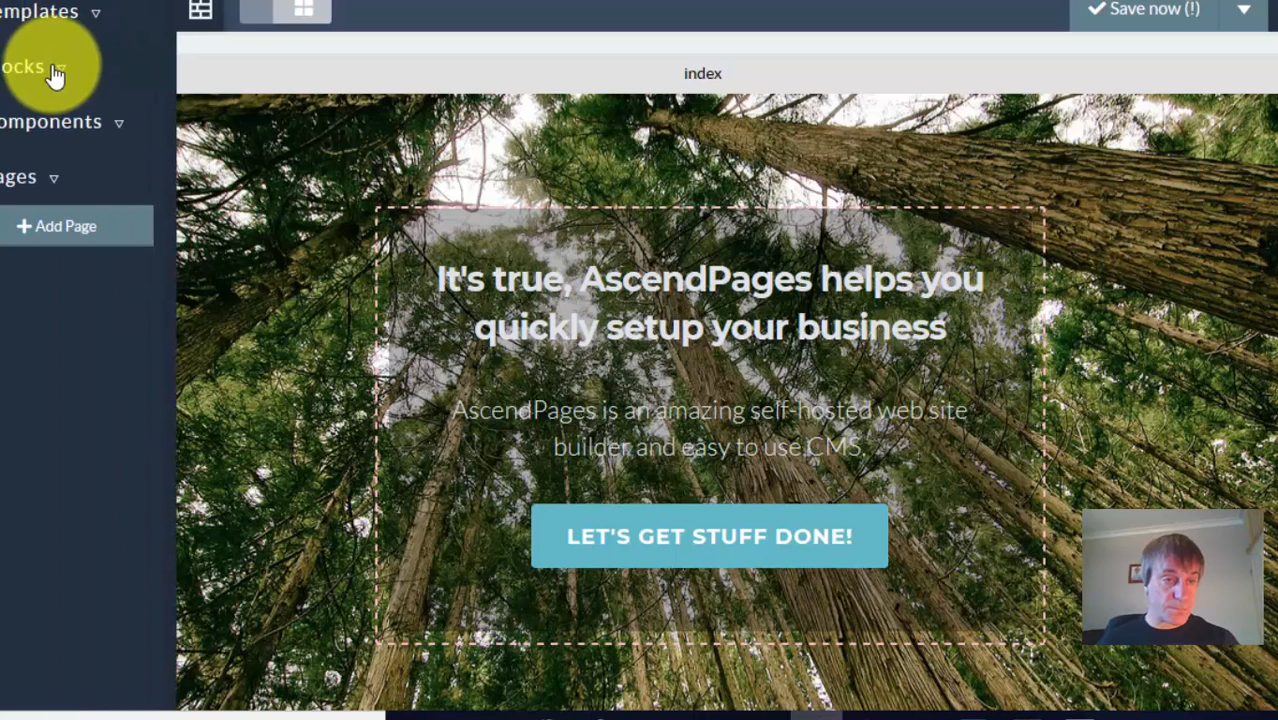 emplates
Save now (!)
ocks
index
omponents
ages
Add Page
It's true, AscendPages helps you
quickly setup your business
AscendPages is an amazing self-hosted web site
builder and easy to use CMS.
LET'S GET STUFF DONE!